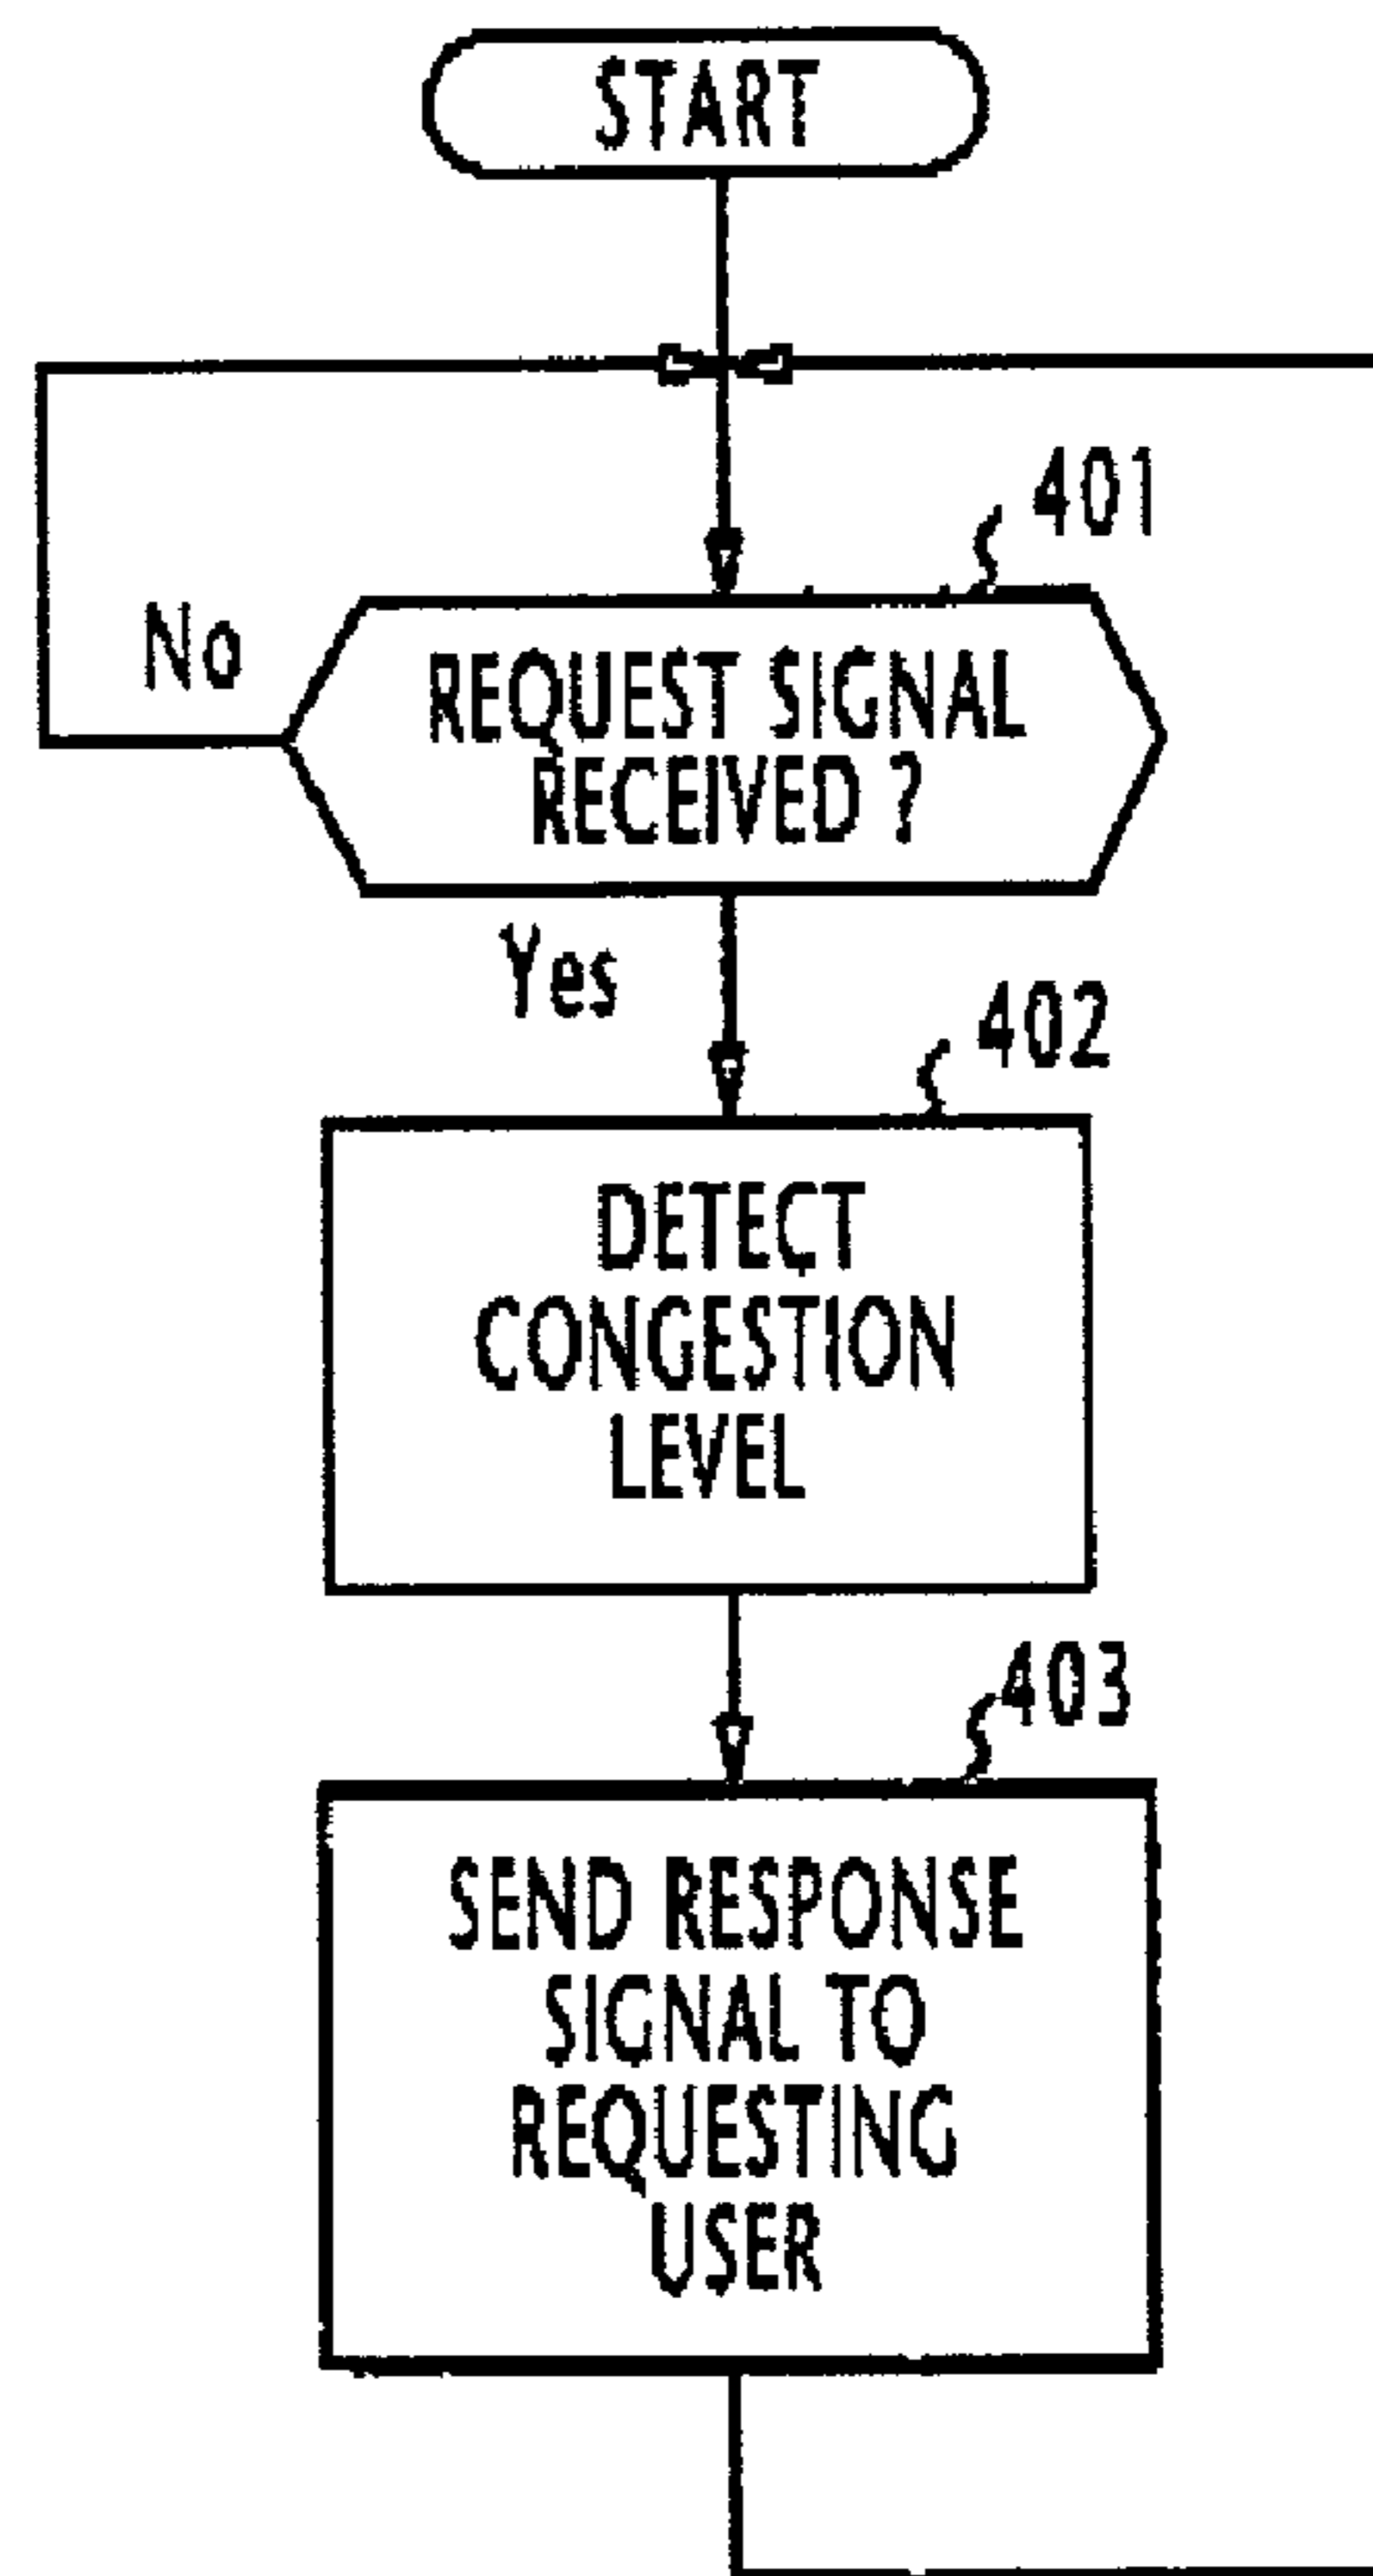 START
401
No
REQUEST SIGNAL
RECEIVED ?
Yes
402
DETECT
CONGESTION
LEVEL
403
SEND RESPONSE
SIGNAL TO
REQUESTING
USER